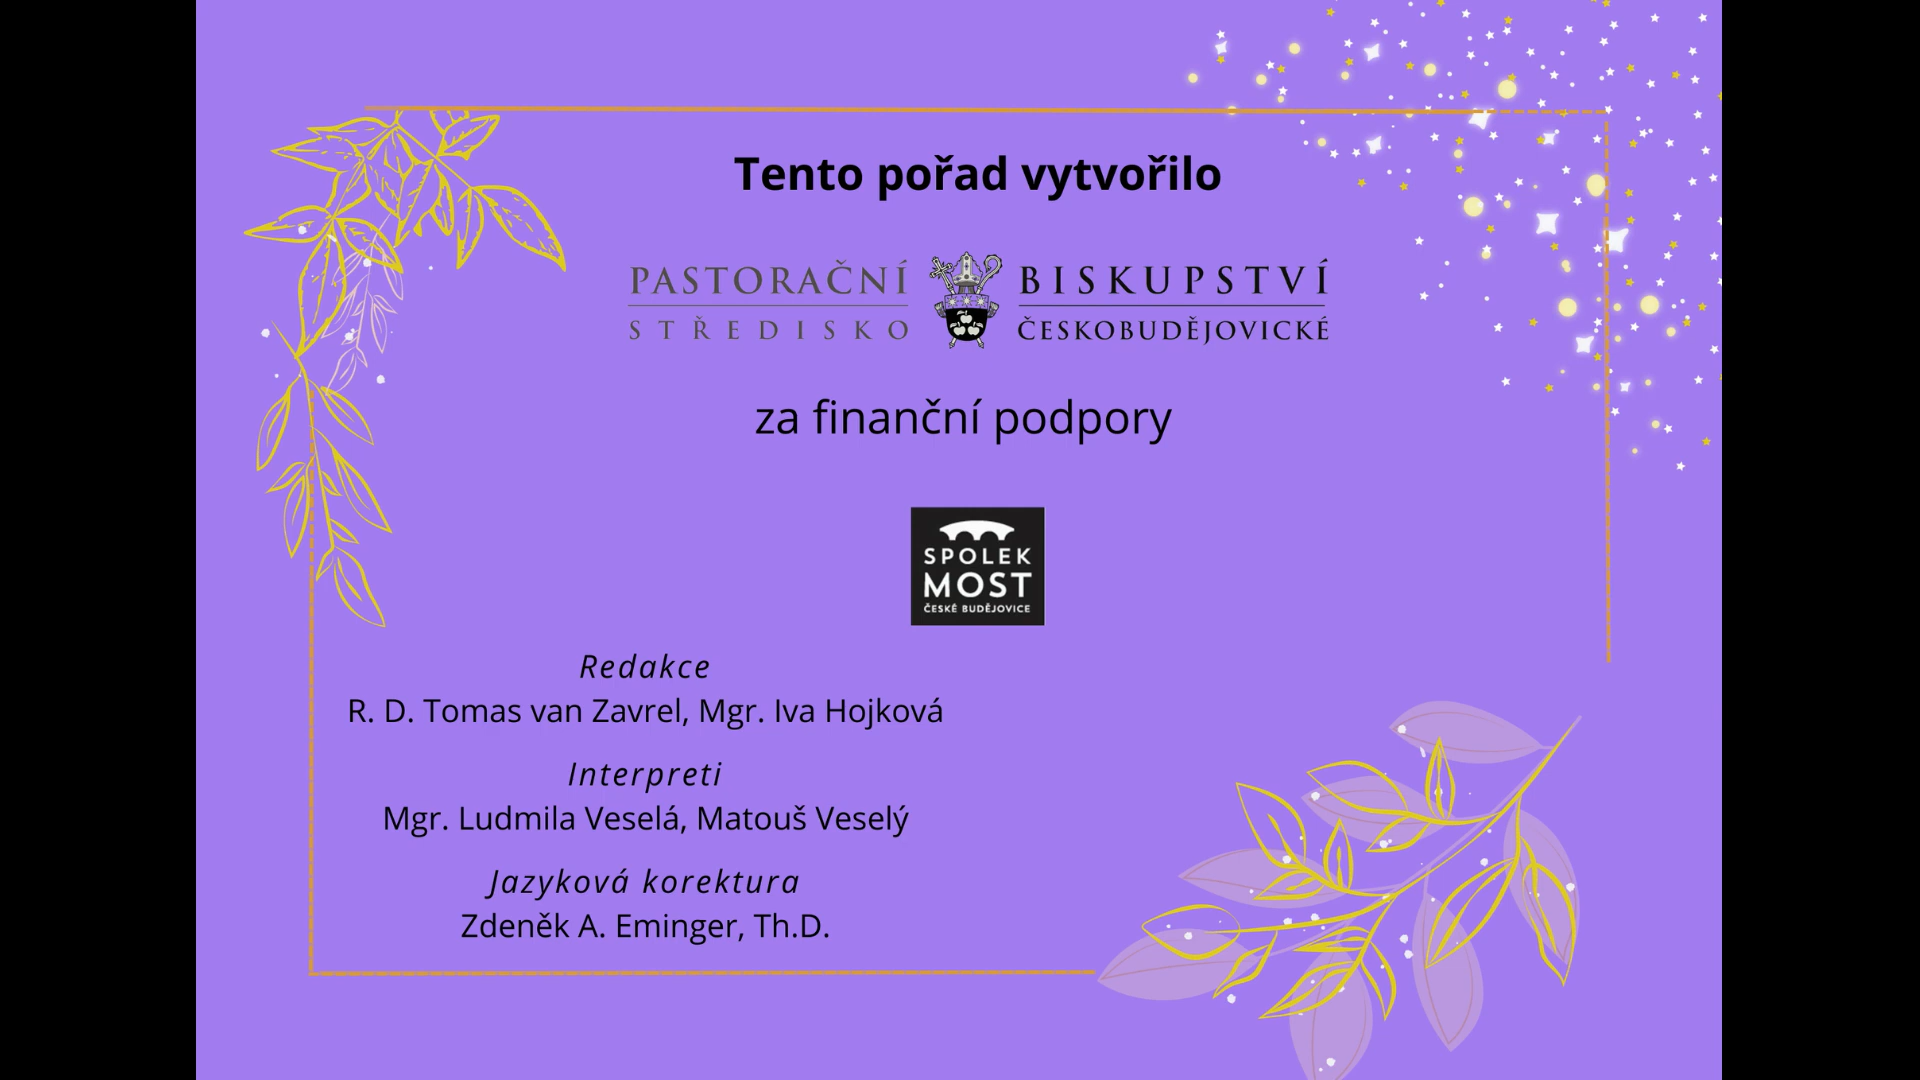 Tento pořad vytvořilo
PASTORAČNÍ
STŘEDISKO
BISKUPSTVÍ
ČESKOBUDĚJOVICKÉ
za finanční podpory
SPOLEK
MOST
ČESKÉ BUDĚJOVICE
Redakce
R. D. Tomas van Zavrel, Mgr. Iva Hojková
Interpreti
Mgr. Ludmila Veselá, Matouš Veselý
Jazyková korektura
Zdeněk A. Eminger, Th.D.